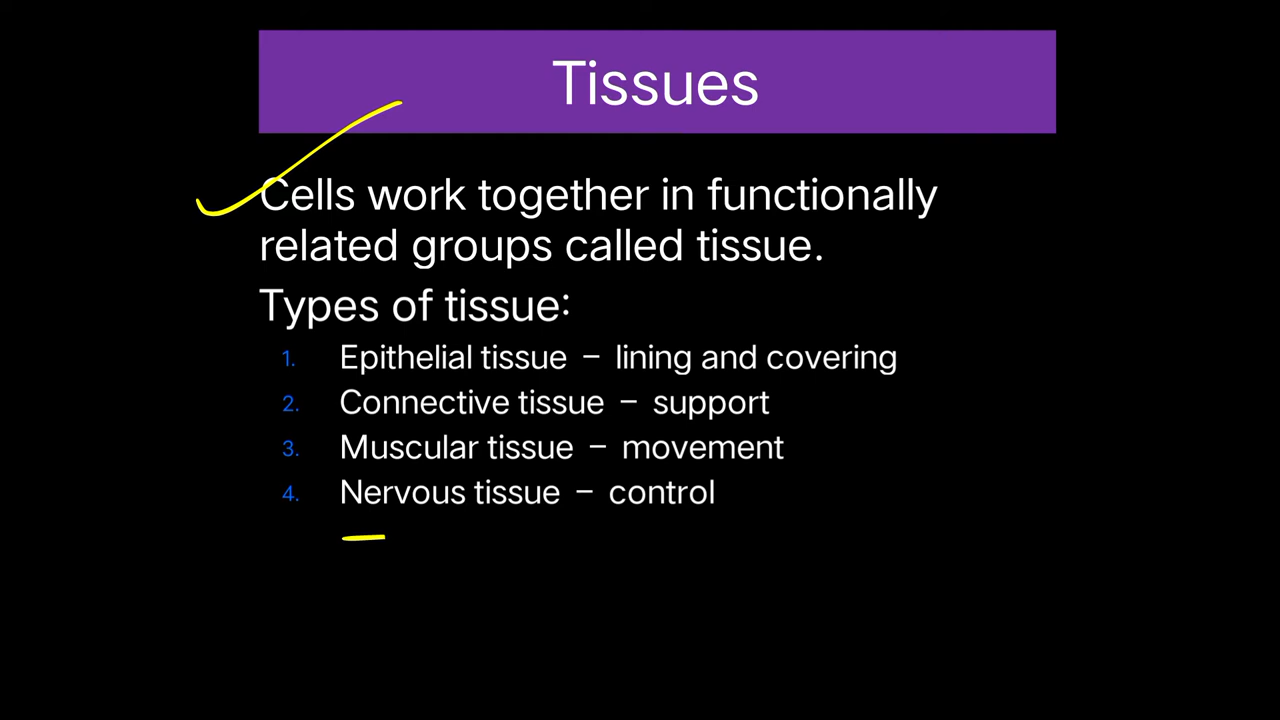 Tissues
Cells work together in functionally
related groups called tissue.
Types of tissue:
1. Epithelial tissue – lining and covering
2. Connective tissue – support
3. Muscular tissue – movement
4. Nervous tissue – control